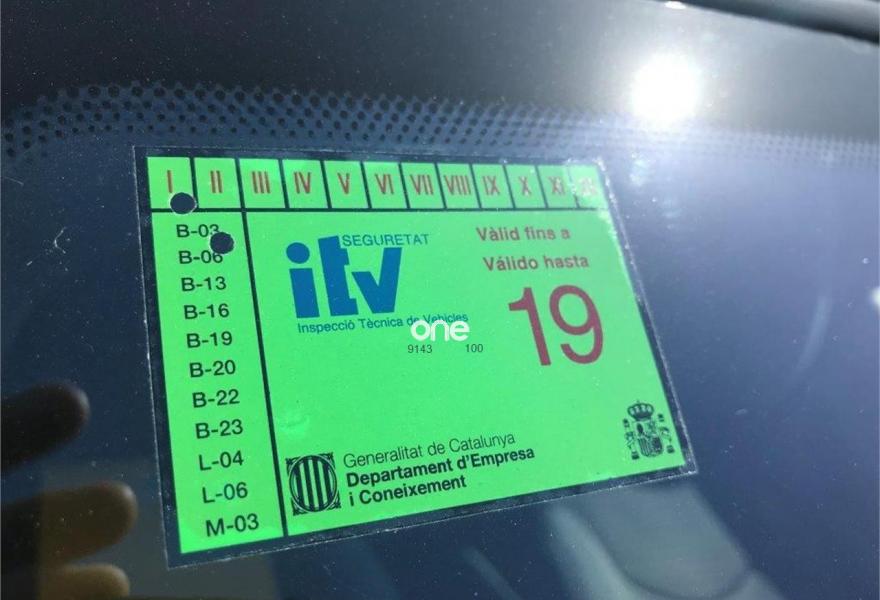 I II III IV V VI VII VIII IX X XI XII
B-03
B-06
B-13
B-16
B-19
B-20
B-22
B-23
L-04
L-06
M-03
SEGURETAT
itv
Inspecció Tècnica de Vehicles
one
9143 100
Vàlid fins a
Válido hasta
19
Generalitat de Catalunya
Departament d'Empresa
i Coneixement